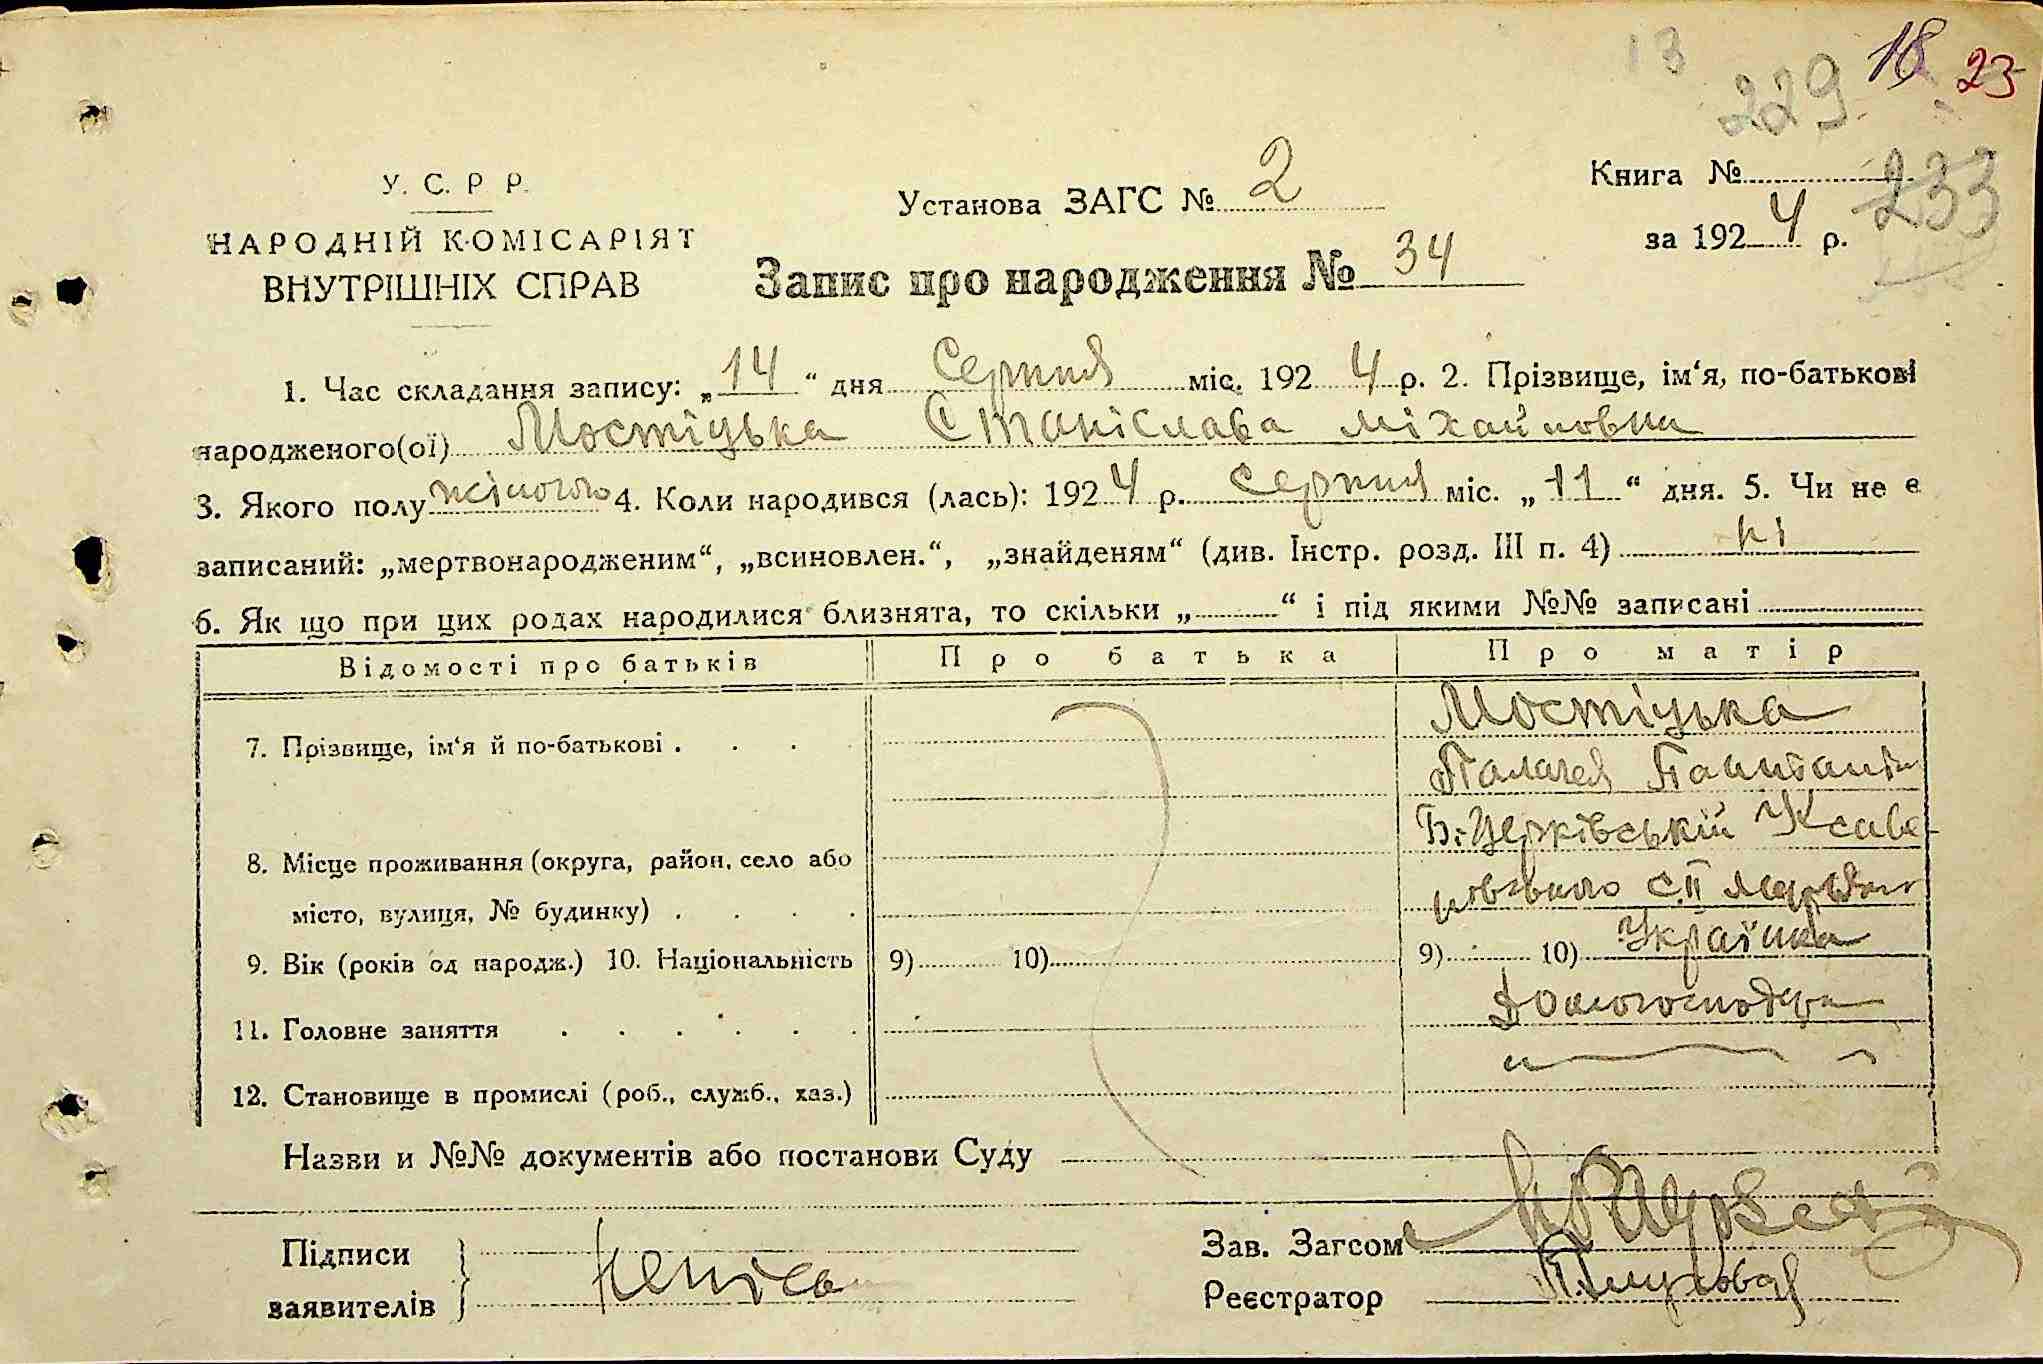 13 229 18 23
У. С. Р Р.
Установа ЗАГС № 2
Книга №
233
НАРОДНІЙ КОМІСАРІЯТ
за 1924 р.
ВНУТРІШНІХ СПРАВ
Запис про народження № 34
1. Час складання запису: „14“ дня Серпня міс. 1924 р. 2. Прізвище, ім‘я, по-батькові
народженого(ої) Мостіцька Станіслава Міхайловна
3. Якого полу жіного 4. Коли народився (лась): 1924 р. Серпня міс. „11“ дня. 5. Чи не є
записаний: „мертвонародженим“, „всиновлен.“, „знайденям“ (див. Інстр. розд. III п. 4) ні
6. Як що при цих родах народилися близнята, то скільки „ “ і під якими №№ записані
Відомості про батьків Про батька Про матір
Мостіцька
7. Прізвище, ім‘я й по-батькові .
Палагея
Б-Церківській
8. Місце проживання (округа, район, село або
місто, вулиця, № будинку) .
9. Вік (років од народж.) 10. Національність 9) 10) 9) 10) Українка
11. Головне заняття Домогосподарка
12. Становище в промислі (роб., служб., хаз.)
Назви и №№ документів або постанови Суду
Підписи
заявителів
Неписьм
Зав. Загсом
Реєстратор